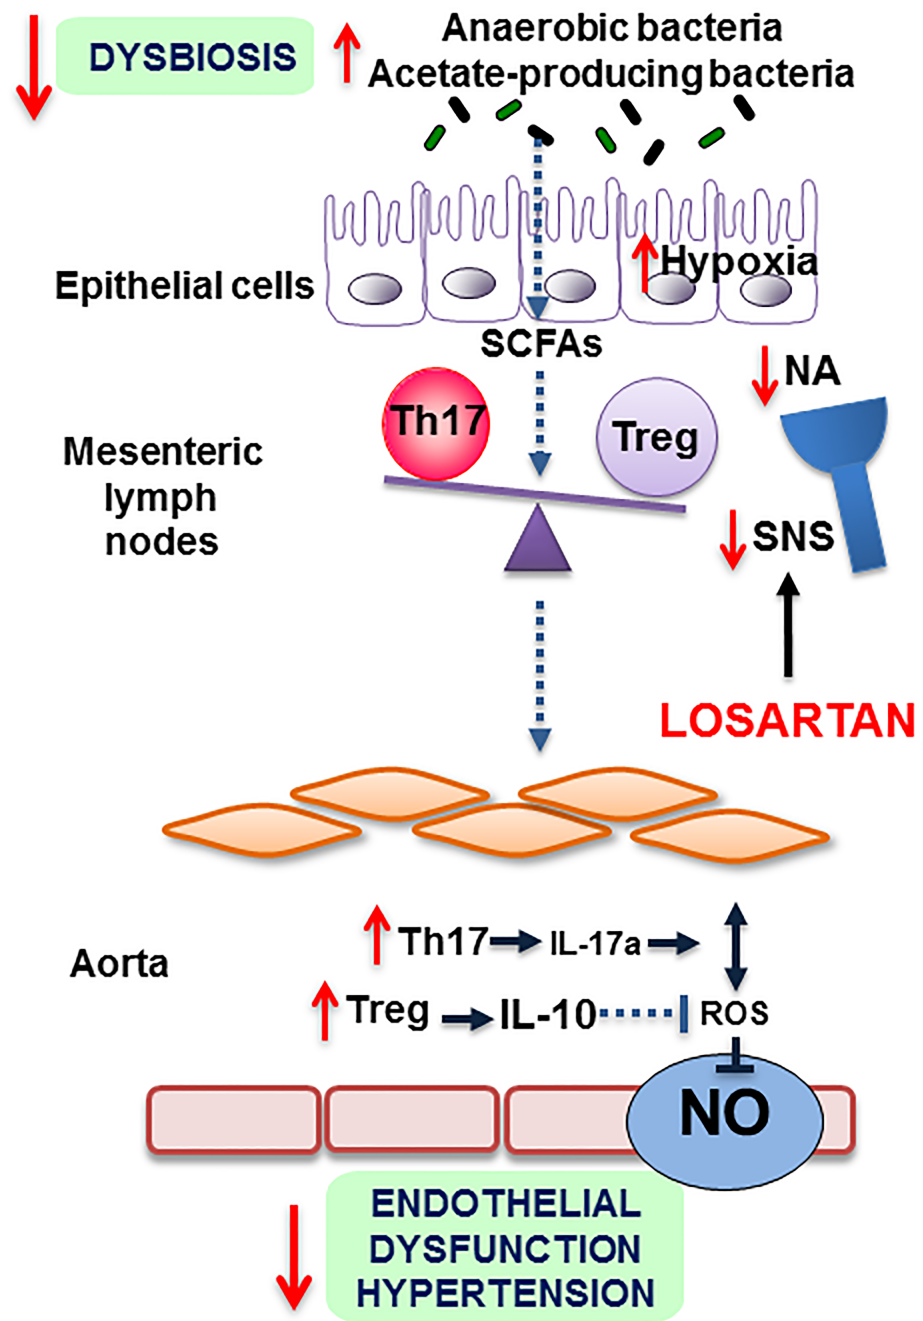 DYSBIOSIS
Anaerobic bacteria
Acetate-producing bacteria
Hypoxia
Epithelial cells
SCFAs
NA
Th17
Treg
Mesenteric
lymph
nodes
SNS
LOSARTAN
Th17 IL-17a
Aorta
Treg IL-10 ROS
NO
ENDOTHELIAL
DYSFUNCTION
HYPERTENSION